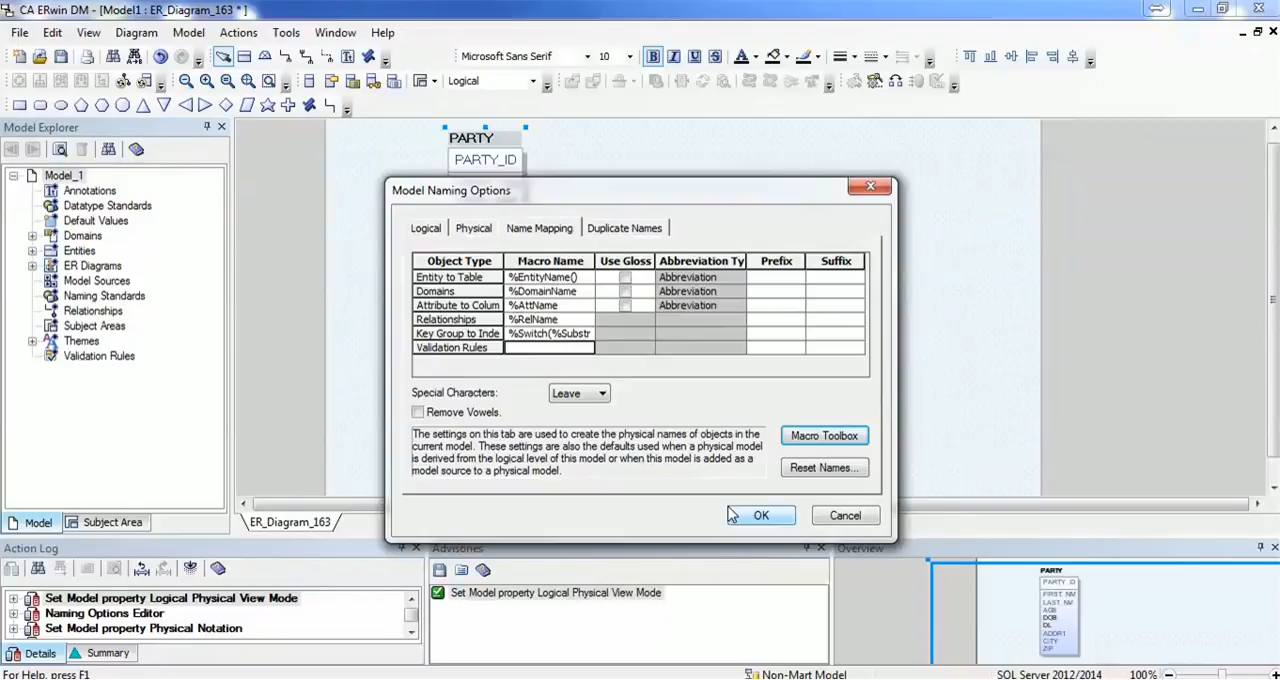 CA ERwin DM - [Model1 : ER_Diagram_163 * ]
File Edit View Diagram Model Actions Tools Window Help
Microsoft Sans Serif 10 B I U S A
Logical
Model Explorer
Model_1
Annotations
Datatype Standards
Default Values
Domains
Entities
ER Diagrams
Model Sources
Naming Standards
Relationships
Subject Areas
Themes
Validation Rules
Model Subject Area
PARTY
PARTY_ID
Model Naming Options
Logical Physical Name Mapping Duplicate Names
Object Type Macro Name Use Gloss Abbreviation Ty Prefix Suffix
Entity to Table %EntityName() Abbreviation
Domains %DomainName Abbreviation
Attribute to Colum %AttName Abbreviation
Relationships %RelName
Key Group to Inde %Switch(%Substr
Validation Rules
Special Characters: Leave
Remove Vowels.
The settings on this tab are used to create the physical names of objects in the
current model. These settings are also the defaults used when a physical model
is derived from the logical level of this model or when this model is added as a
model source to a physical model.
Macro Toolbox
Reset Names...
OK Cancel
ER_Diagram_163
Action Log
Set Model property Logical Physical View Mode
Naming Options Editor
Set Model property Physical Notation
Details Summary
Advisories
Set Model property Logical Physical View Mode
Overview
PARTY
PARTY_ID
FIRST_NM
LAST_NM
AGE
DOB
DL
ADDR1
CITY
ZIP
For Help, press F1 Non-Mart Model SQL Server 2012/2014 100%